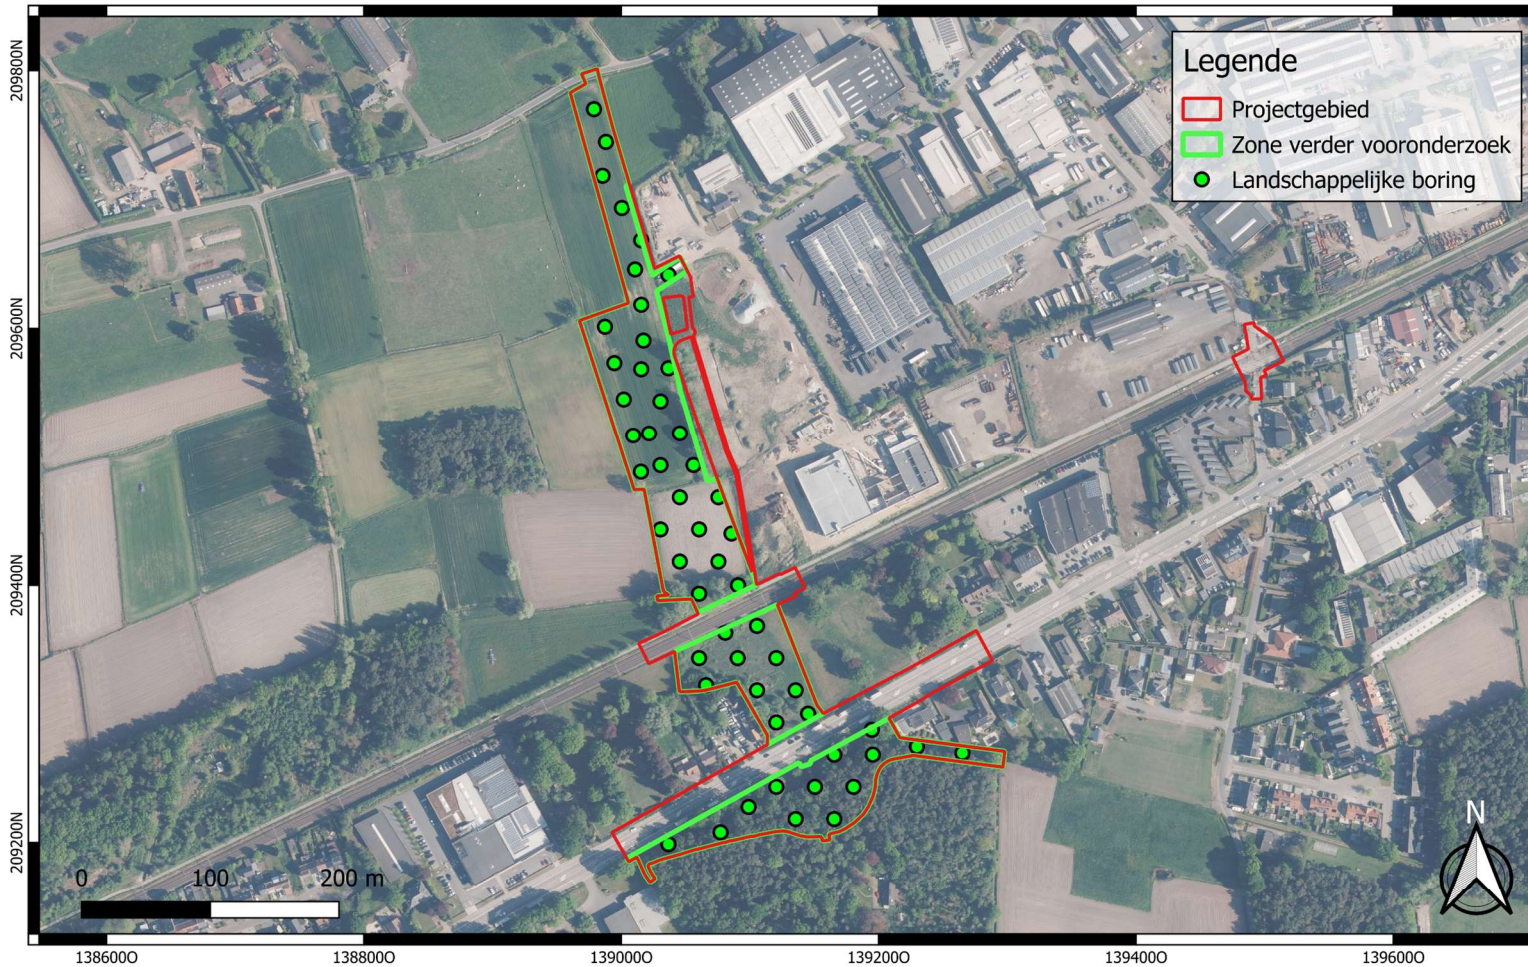 Legende
Projectgebied
Zone verder vooronderzoek
Landschappelijke boring
209800N
209600N
209400N
209200N
0 100 200 m
N
138600O 138800O 139000O 139200O 139400O 139600O